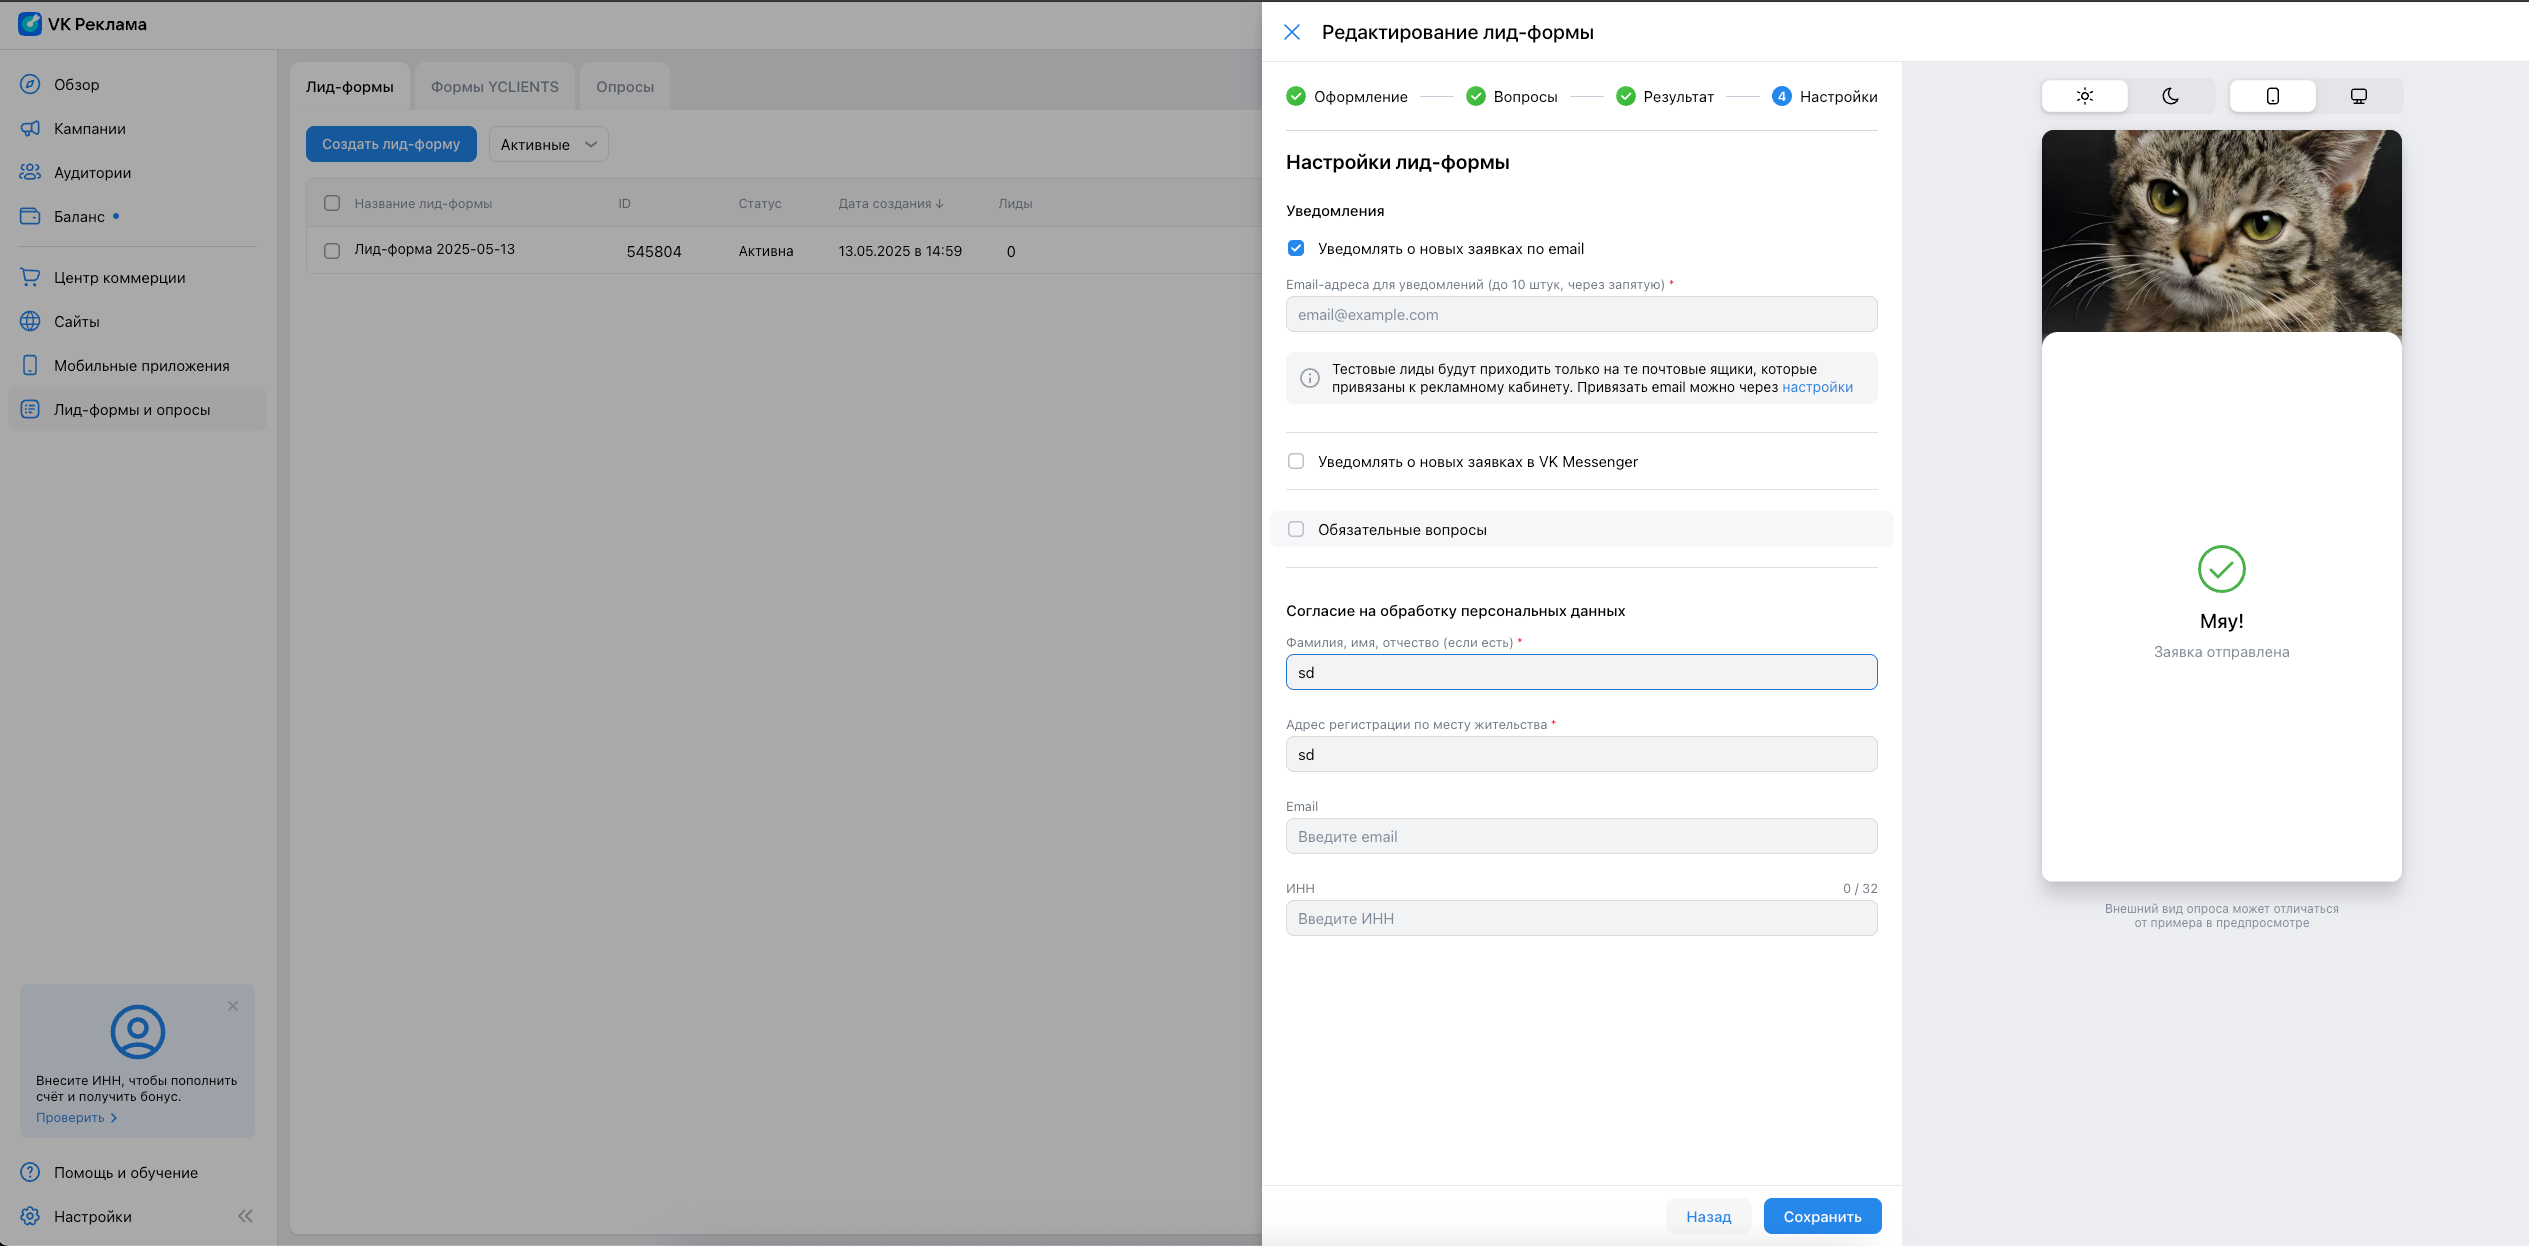 VK Реклама
Обзор
Кампании
Аудитории
Баланс
Центр коммерции
Сайты
Мобильные приложения
Лид-формы и опросы
Внесите ИНН, чтобы пополнить
счёт и получить бонус.
Проверить
Помощь и обучение
Настройки
Лид-формы
Формы YCLIENTS
Опросы
Создать лид-форму
Активные
Название лид-формы ID Статус Дата создания Лиды
Лид-форма 2025-05-13 545804 Активна 13.05.2025 в 14:59 0
Редактирование лид-формы
Оформление
Вопросы
Результат
4 Настройки
Настройки лид-формы
Уведомления
Уведомлять о новых заявках по email
Email-адреса для уведомлений (до 10 штук, через запятую) *
email@example.com
Тестовые лиды будут приходить только на те почтовые ящики, которые
привязаны к рекламному кабинету. Привязать email можно через настройки
Уведомлять о новых заявках в VK Messenger
Обязательные вопросы
Согласие на обработку персональных данных
Фамилия, имя, отчество (если есть) *
sd
Адрес регистрации по месту жительства *
sd
Email
Введите email
ИНН 0 / 32
Введите ИНН
Назад
Сохранить
Мяу!
Заявка отправлена
Внешний вид опроса может отличаться
от примера в предпросмотре